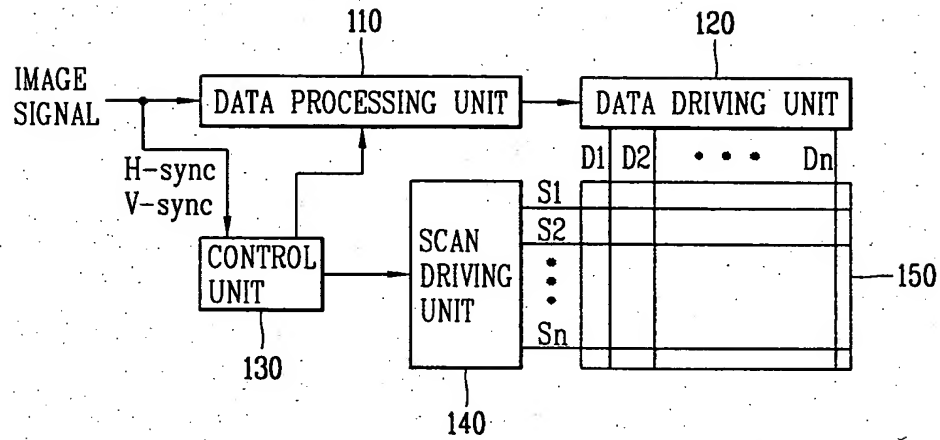 110
120
IMAGE
SIGNAL
DATA PROCESSING UNIT
DATA DRIVING UNIT
D1 D2 • • • Dn
H-sync
V-sync
S1
S2
Sn
CONTROL
UNIT
SCAN
DRIVING
UNIT
150
130
140